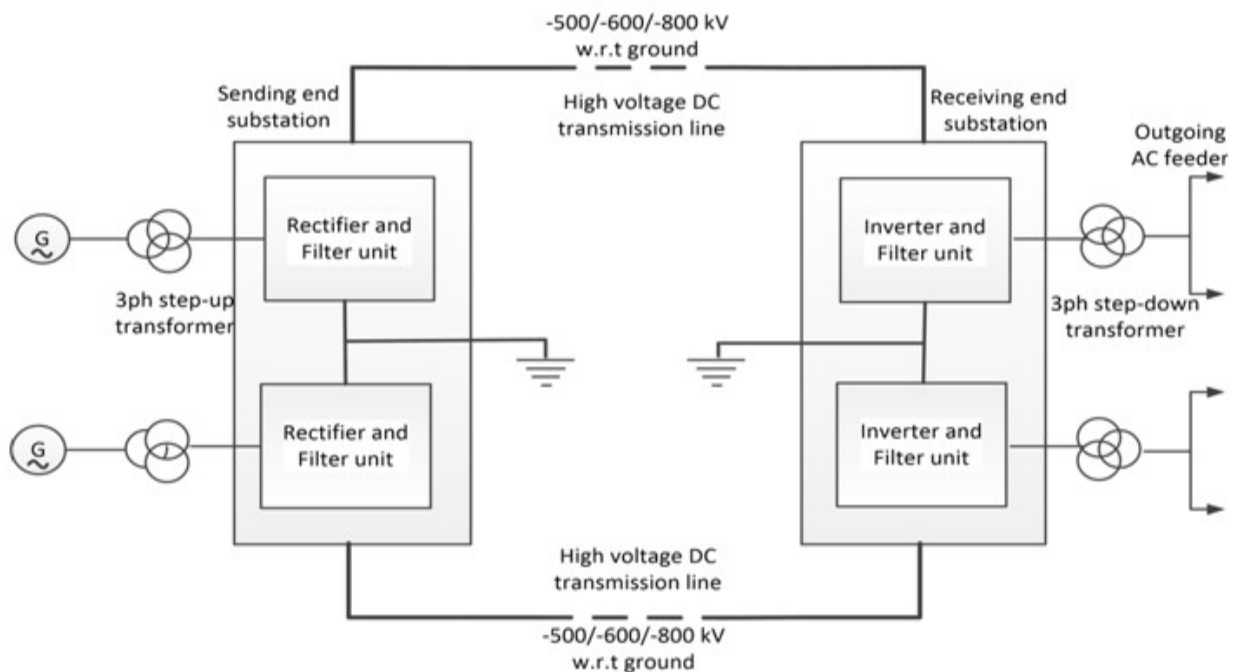 -500/-600/-800 kV
w.r.t ground
Sending end
substation
High voltage DC
transmission line
Receiving end
substation
Outgoing
AC feeder
G
Rectifier and
Filter unit
Inverter and
Filter unit
3ph step-up
transformer
3ph step-down
transformer
G
Rectifier and
Filter unit
Inverter and
Filter unit
High voltage DC
transmission line
-500/-600/-800 kV
w.r.t ground